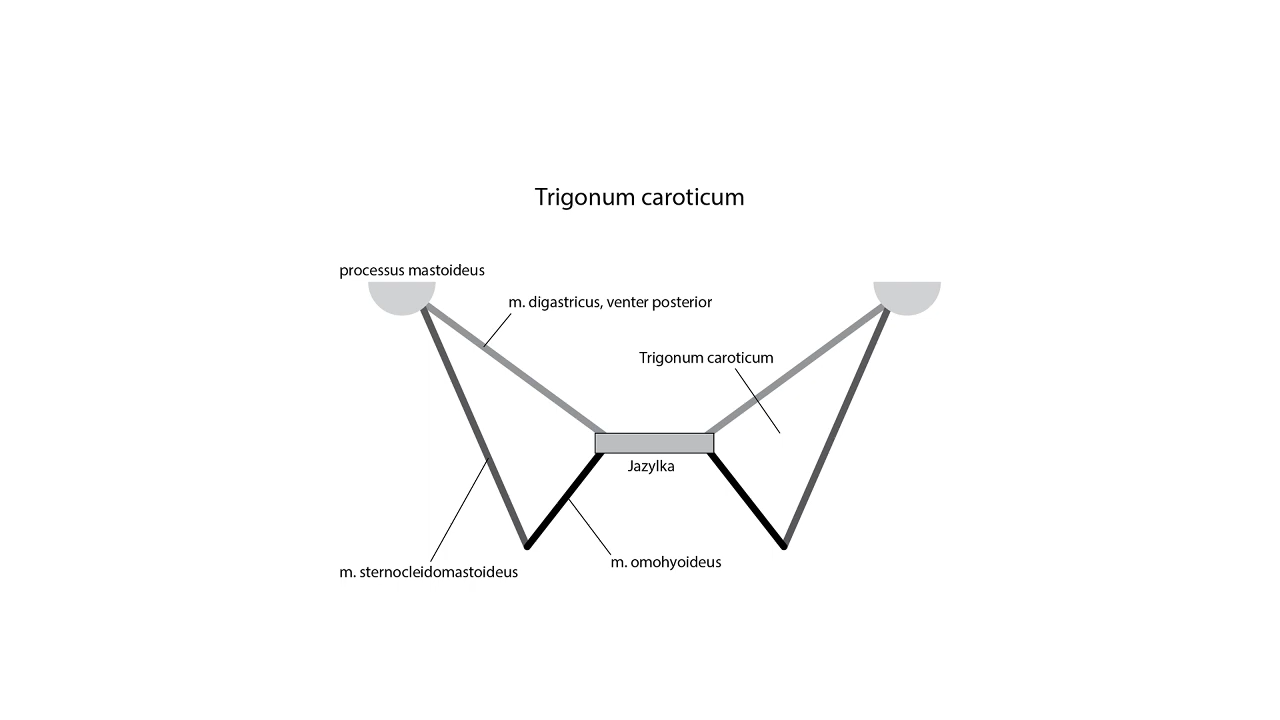 Trigonum caroticum
processus mastoideus
m. digastricus, venter posterior
Trigonum caroticum
Jazylka
m. omohyoideus
m. sternocleidomastoideus